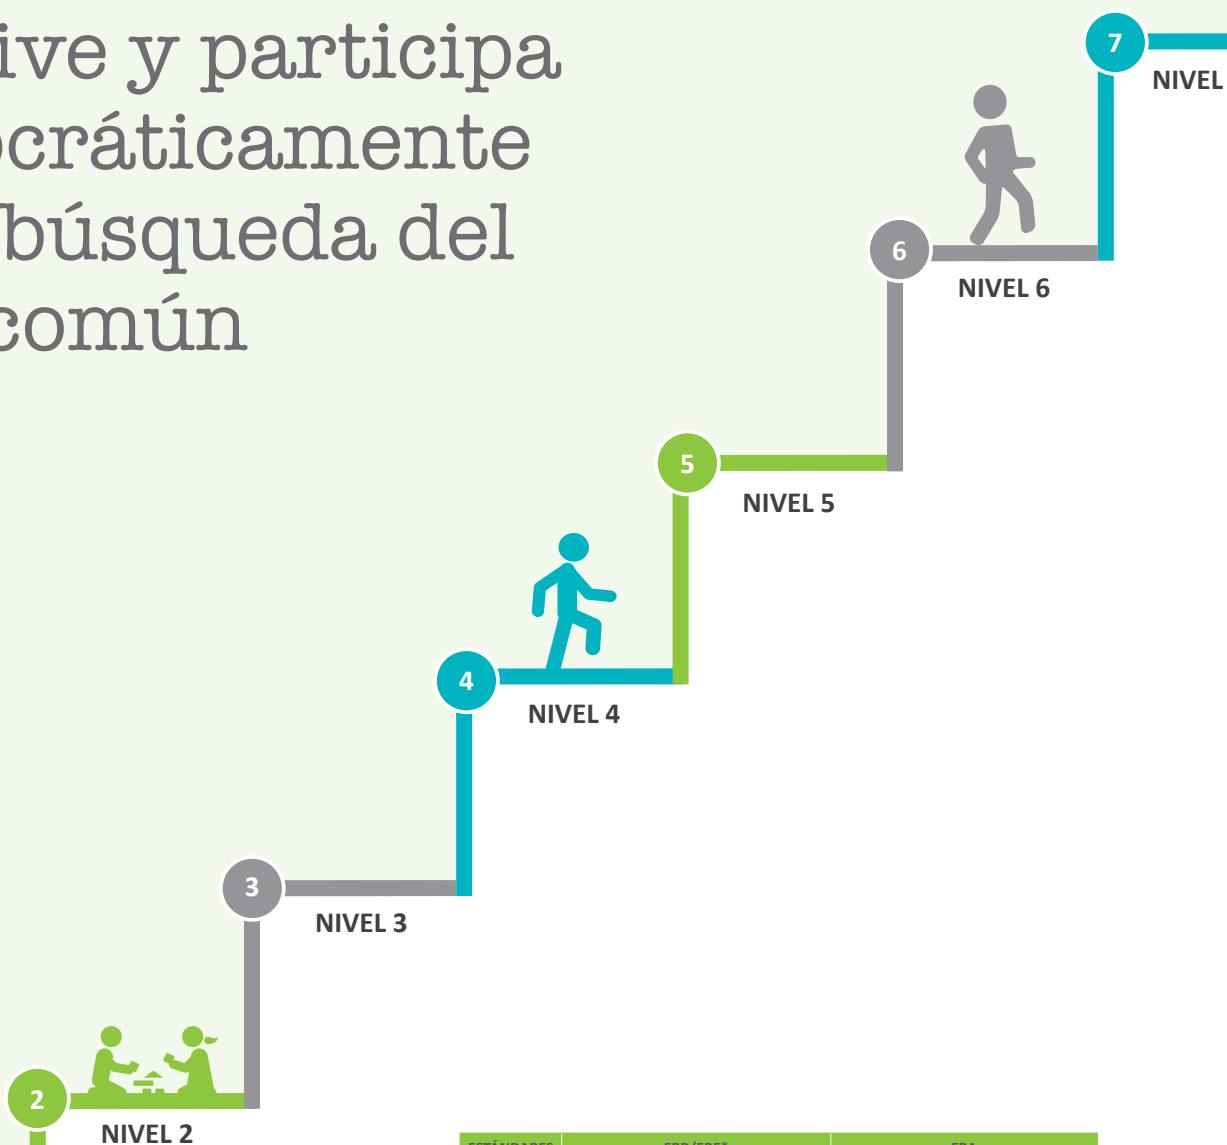 ive y participa
ocráticamente
búsqueda del
común
7
NIVEL
6
NIVEL 6
5
NIVEL 5
4
NIVEL 4
3
NIVEL 3
2
NIVEL 2